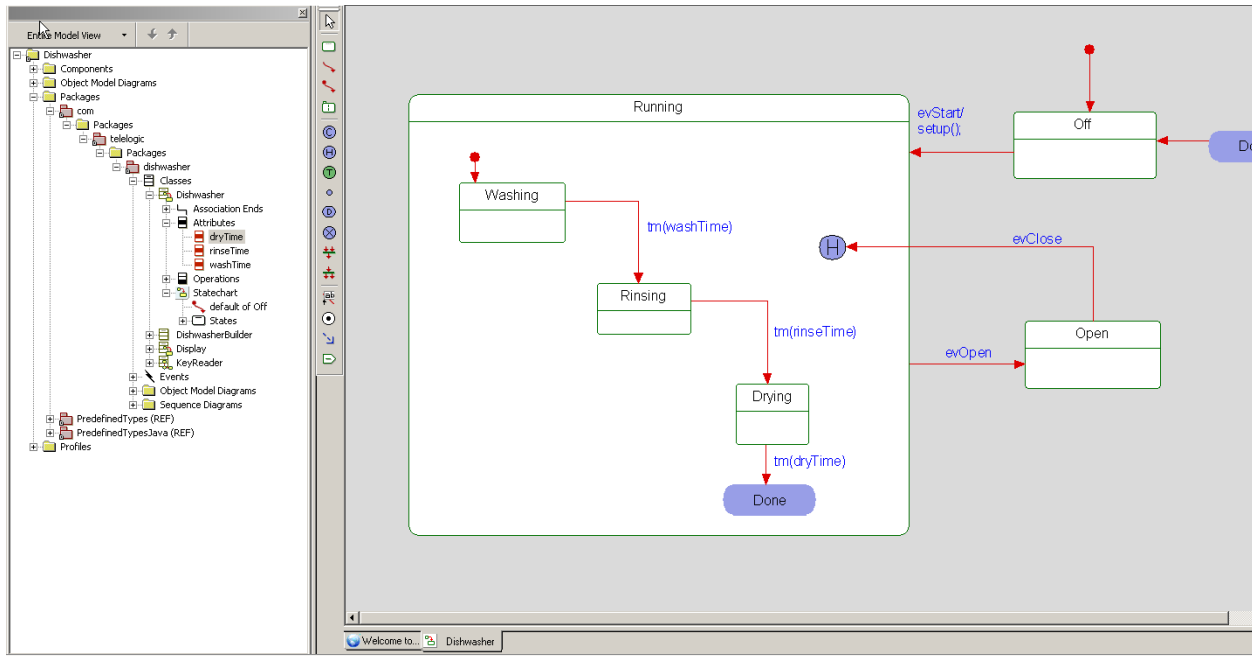 Entire Model View
Dishwasher
Components
Object Model Diagrams
Packages
com
Packages
telelogic
Packages
dishwasher
Classes
Dishwasher
Association Ends
Attributes
dryTime
rinseTime
washTime
Operations
Statechart
default of Off
States
DishwasherBuilder
Display
KeyReader
Events
Object Model Diagrams
Sequence Diagrams
PredefinedTypes (REF)
PredefinedTypesJava (REF)
Profiles
C
H
T
D
ab
Running
evStart/
setup();
Off
Do
Washing
tm(washTime)
H
evClose
Rinsing
tm(rinseTime)
evOpen
Open
Drying
tm(dryTime)
Done
Welcome to...
Dishwasher